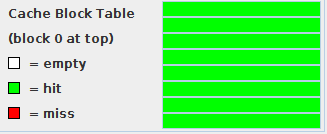 Cache Block Table
(block 0 at top)
= empty
= hit
= miss